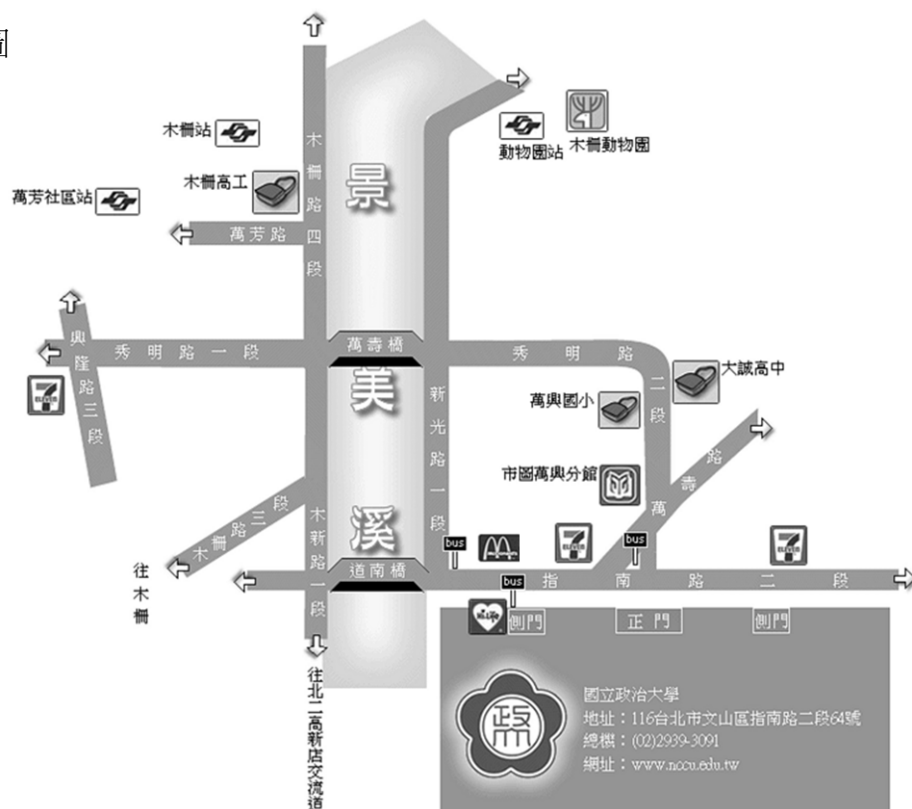 圖
木柵站
動物園站
木柵動物園
木柵路四段
景美溪
木柵高工
萬芳社區站
萬芳路
興隆路三段
秀明路一段
萬壽橋
秀明路二段
大誠高中
ELEVEN
新光路一段
萬興國小
萬壽路
市圖萬興分館
木柵路三段
木新路一段
往木柵
道南橋
bus
ELEVEN
bus
ELEVEN
指南路二段
bus
Hi-Life
側門
正門
側門
往北二高新店交流道
政大
國立政治大學
地址：116台北市文山區指南路二段64號
總機：(02)2939-3091
網址：www.nccu.edu.tw